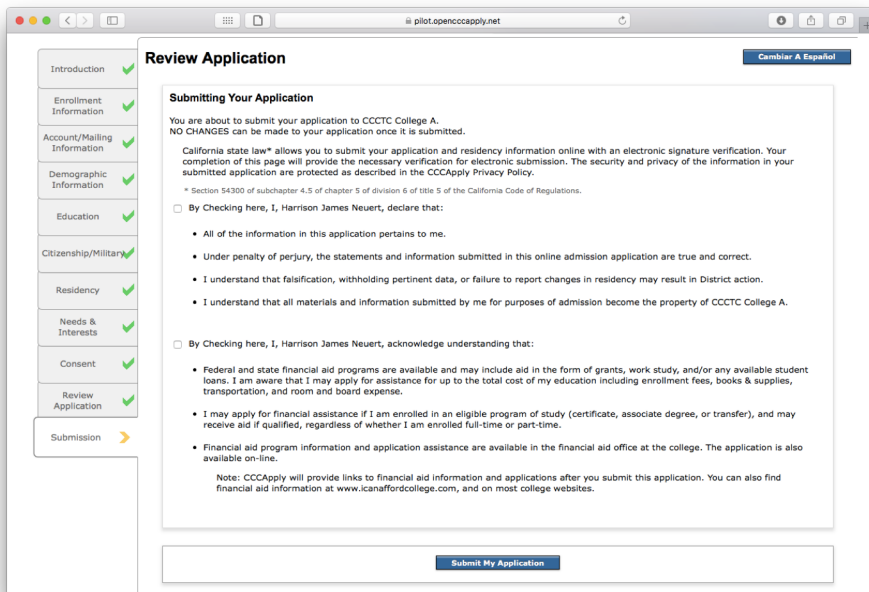 pilot.opencccapply.net
Introduction
Enrollment
Information
Account/Mailing
Information
Demographic
Information
Education
Citizenship/Military
Residency
Needs &
Interests
Consent
Review
Application
Submission
Review Application
Cambiar A Español
Submitting Your Application
You are about to submit your application to CCCTC College A.
NO CHANGES can be made to your application once it is submitted.
California state law* allows you to submit your application and residency information online with an electronic signature verification. Your
completion of this page will provide the necessary verification for electronic submission. The security and privacy of the information in your
submitted application are protected as described in the CCCApply Privacy Policy.
* Section 54300 of subchapter 4.5 of chapter 5 of division 6 of title 5 of the California Code of Regulations.
By Checking here, I, Harrison James Neuert, declare that:
• All of the information in this application pertains to me.
• Under penalty of perjury, the statements and information submitted in this online admission application are true and correct.
• I understand that falsification, withholding pertinent data, or failure to report changes in residency may result in District action.
• I understand that all materials and information submitted by me for purposes of admission become the property of CCCTC College A.
By Checking here, I, Harrison James Neuert, acknowledge understanding that:
• Federal and state financial aid programs are available and may include aid in the form of grants, work study, and/or any available student
loans. I am aware that I may apply for assistance for up to the total cost of my education including enrollment fees, books & supplies,
transportation, and room and board expense.
• I may apply for financial assistance if I am enrolled in an eligible program of study (certificate, associate degree, or transfer), and may
receive aid if qualified, regardless of whether I am enrolled full-time or part-time.
• Financial aid program information and application assistance are available in the financial aid office at the college. The application is also
available on-line.
Note: CCCApply will provide links to financial aid information and applications after you submit this application. You can also find
financial aid information at www.icanaffordcollege.com, and on most college websites.
Submit My Application